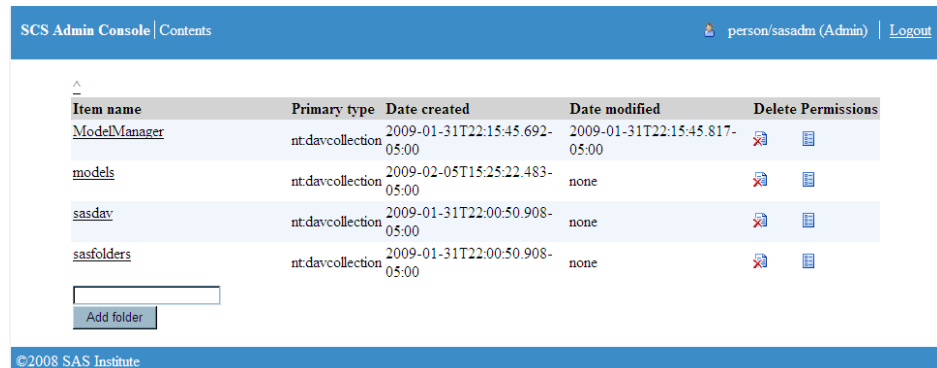 SCS Admin Console | Contents person/sasadm (Admin) | Logout
^
Item name Primary type Date created Date modified Delete Permissions
ModelManager nt:davcollection 2009-01-31T22:15:45.692-05:00 2009-01-31T22:15:45.817-05:00
models nt:davcollection 2009-02-05T15:25:22.483-05:00 none
sasdav nt:davcollection 2009-01-31T22:00:50.908-05:00 none
sasfolders nt:davcollection 2009-01-31T22:00:50.908-05:00 none
Add folder
©2008 SAS Institute